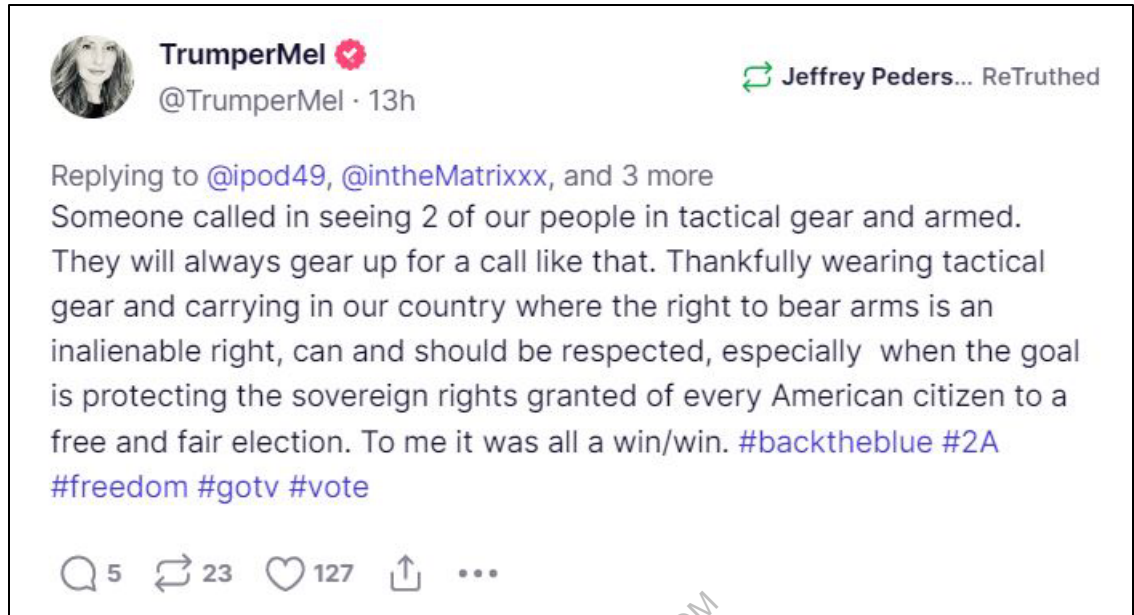 TrumperMel
Jeffrey Peders... ReTruthed
@TrumperMel · 13h
Replying to @ipod49, @intheMatrixxx, and 3 more
Someone called in seeing 2 of our people in tactical gear and armed.
They will always gear up for a call like that. Thankfully wearing tactical
gear and carrying in our country where the right to bear arms is an
inalienable right, can and should be respected, especially  when the goal
is protecting the sovereign rights granted of every American citizen to a
free and fair election. To me it was all a win/win. #backtheblue #2A
#freedom #gotv #vote
5 23 127 •••